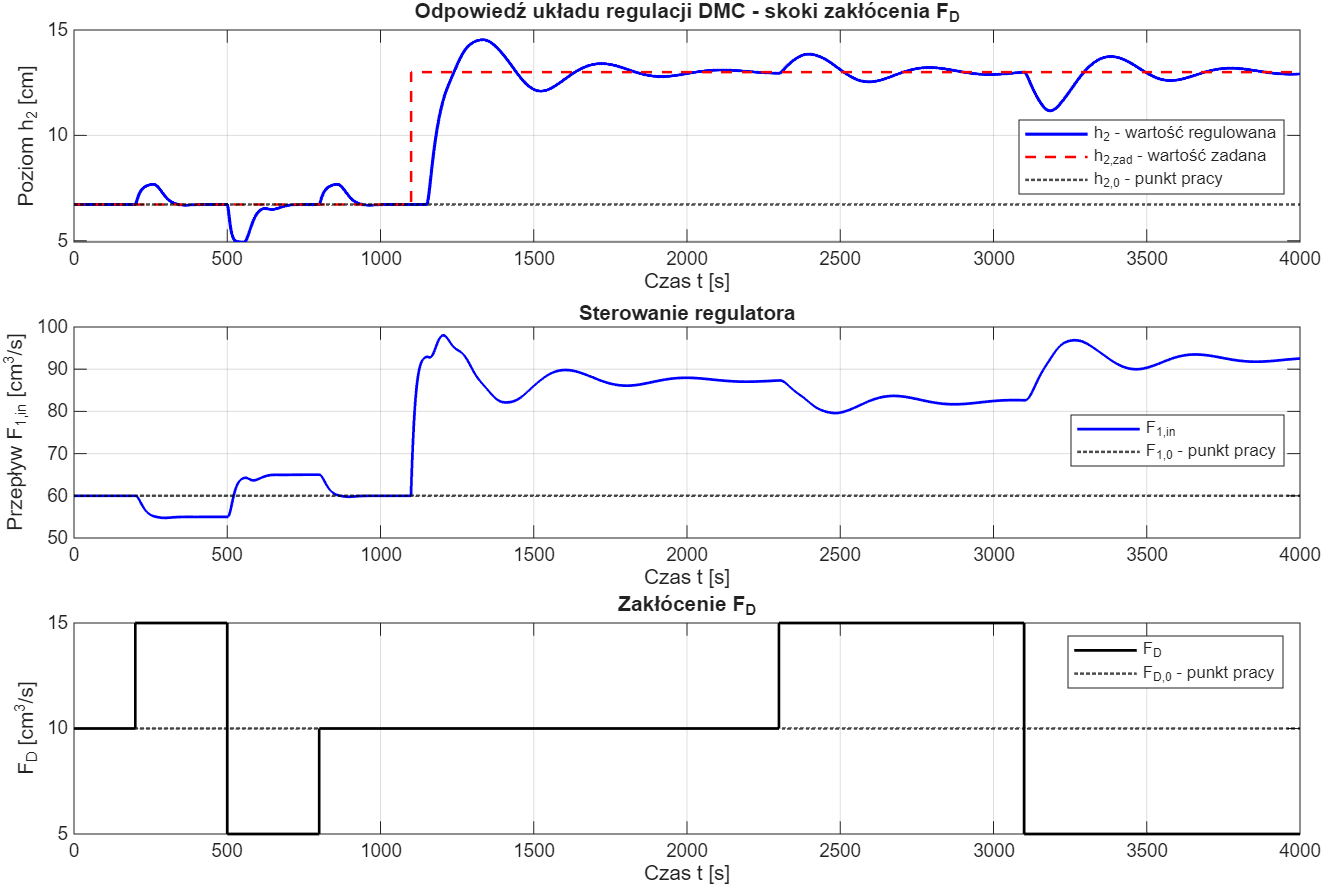 Odpowiedź układu regulacji DMC - skoki zakłócenia F_D
15
10
5
Poziom h_2 [cm]
0 500 1000 1500 2000 2500 3000 3500 4000
Czas t [s]
h_2 - wartość regulowana
h_2,zad - wartość zadana
h_2,0 - punkt pracy
Sterowanie regulatora
100
90
80
70
60
50
Przepływ F_1,in [cm^3/s]
0 500 1000 1500 2000 2500 3000 3500 4000
Czas t [s]
F_1,in
F_1,0 - punkt pracy
Zakłócenie F_D
15
10
5
F_D [cm^3/s]
0 500 1000 1500 2000 2500 3000 3500 4000
Czas t [s]
F_D
F_D,0 - punkt pracy